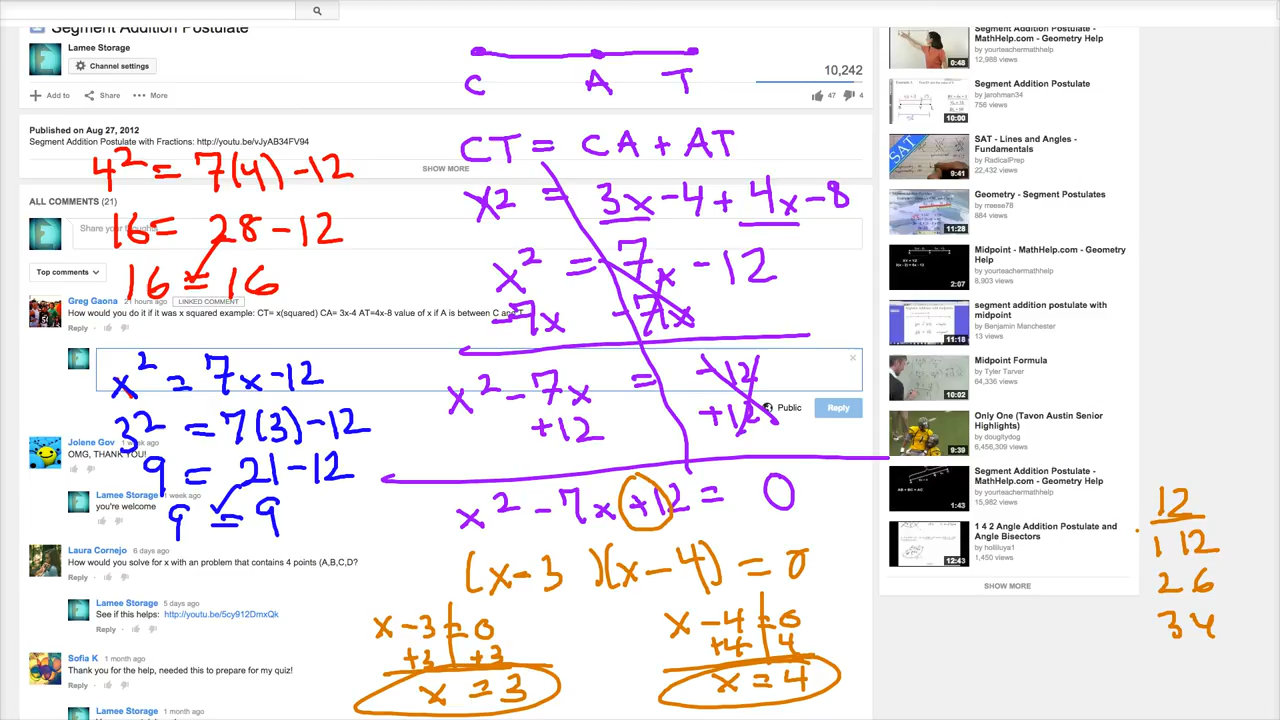 Segment Addition Postulate
Lamee Storage
Channel settings
10,242
Add to Share More
47 4
Published on Aug 27, 2012
Segment Addition Postulate with Fractions: http://youtu.be/vJyAB34FV94
SHOW MORE
ALL COMMENTS (21)
Share your thoughts
Top comments
Greg Gaona 21 hours ago LINKED COMMENT
How would you do it if it was x squared for CT= x(squared) CA= 3x-4 AT= value of x if A is between C and T
Reply
Public Reply
Jolene Gov 1 week ago
OMG, THANK YOU!
Lamee Storage 1 week ago
you're welcome
Laura Cornejo 6 days ago
How would you solve for x with an problem that contains 4 points (A,B,C,D?
Reply
Lamee Storage 5 days ago
See if this helps: http://youtu.be/5cy912DmxQk
Reply
Sofia K 1 month ago
Thank you for the help, needed this to prepare for my quiz!
Reply
Lamee Storage 1 month ago
4² = 7(4)-12
16 = 28-12
16 = 16
x² = 7x-12
3² = 7(3)-12
9 = 21-12
9 = 9
C A T
CT = CA + AT
x² = 3x-4 + 4x-8
x² = 7x - 12
-7x -7x
x² - 7x = -12
+12 +12
x² - 7x +12 = 0
(x-3)(x-4) = 0
x-3=0 x-4=0
+3 +3 +4 4
x = 3 x = 4
Segment Addition Postulate -
MathHelp.com - Geometry Help
by yourteachermathhelp
12,988 views
0:48
Segment Addition Postulate
by jarohman34
756 views
10:00
SAT - Lines and Angles -
Fundamentals
by RadicalPrep
22,432 views
SAT
9:41
Geometry - Segment Postulates
by rreese78
884 views
11:28
Midpoint - MathHelp.com - Geometry
Help
by yourteachermathhelp
8,903 views
2:07
segment addition postulate with
midpoint
by Benjamin Manchester
13 views
11:18
Midpoint Formula
by Tyler Tarver
64,336 views
10:02
Only One (Tavon Austin Senior
Highlights)
by dougitydog
6,456,309 views
9:39
Segment Addition Postulate -
MathHelp.com - Geometry Help
by yourteachermathhelp
15,982 views
1:43
1 4 2 Angle Addition Postulate and
Angle Bisectors
by holliluya1
1,450 views
12:43
SHOW MORE
12
1 12
2 6
3 4